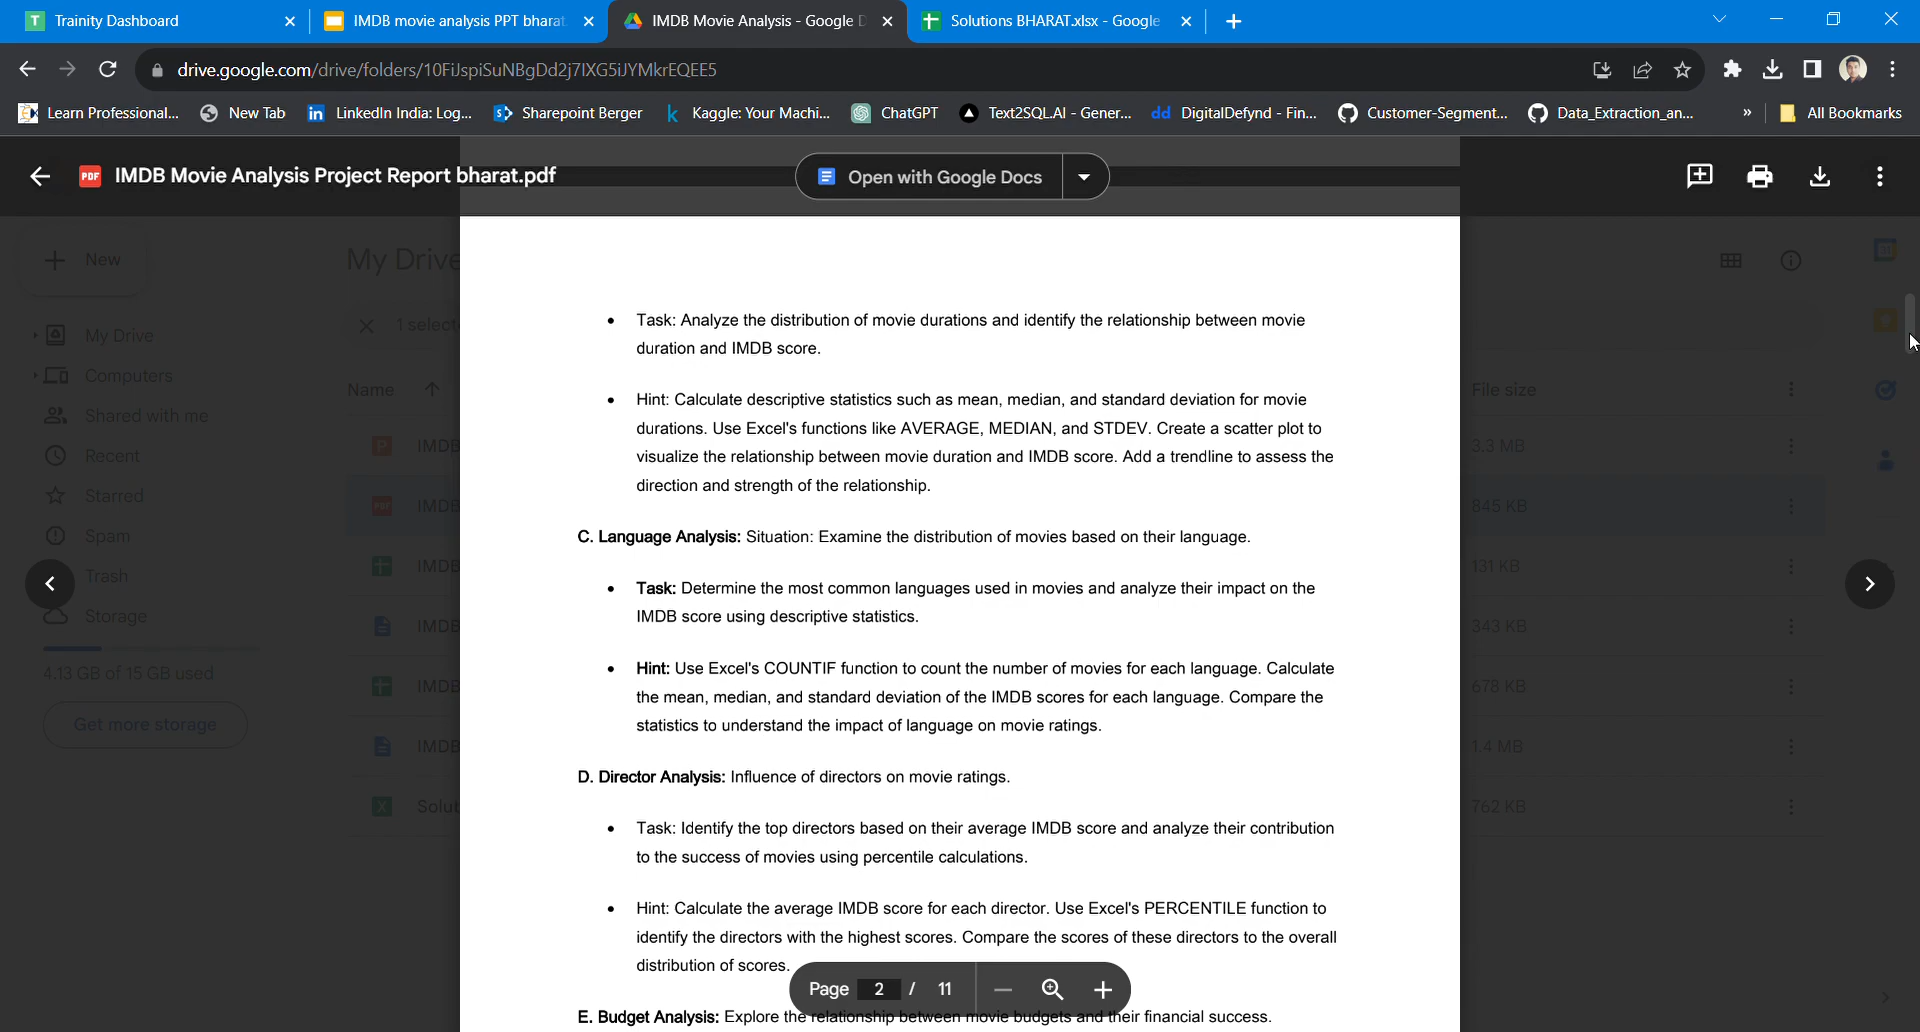 Trainity Dashboard
IMDB movie analysis PPT bharat
IMDB Movie Analysis - Google D
Solutions BHARAT.xlsx - Google
drive.google.com/drive/folders/10FiJspiSuNBgDd2j7IXG5iJYMkrEQEE5
Learn Professional...
New Tab
LinkedIn India: Log...
Sharepoint Berger
Kaggle: Your Machi...
ChatGPT
Text2SQL.AI - Gener...
DigitalDefynd - Fin...
Customer-Segment...
Data_Extraction_an...
»
All Bookmarks
PDF
IMDB Movie Analysis Project Report bharat.pdf
Open with Google Docs
New
My Drive
Computers
Shared with me
Recent
Starred
Spam
Trash
Storage
4.13 GB of 15 GB used
Get more storage
My Drive
1 select
Name
IMDB
IMDB
IMDB
IMDB
IMDB
IMDB
Solut
• Task: Analyze the distribution of movie durations and identify the relationship between movie
duration and IMDB score.
• Hint: Calculate descriptive statistics such as mean, median, and standard deviation for movie
durations. Use Excel's functions like AVERAGE, MEDIAN, and STDEV. Create a scatter plot to
visualize the relationship between movie duration and IMDB score. Add a trendline to assess the
direction and strength of the relationship.
C. Language Analysis: Situation: Examine the distribution of movies based on their language.
• Task: Determine the most common languages used in movies and analyze their impact on the
IMDB score using descriptive statistics.
• Hint: Use Excel's COUNTIF function to count the number of movies for each language. Calculate
the mean, median, and standard deviation of the IMDB scores for each language. Compare the
statistics to understand the impact of language on movie ratings.
D. Director Analysis: Influence of directors on movie ratings.
• Task: Identify the top directors based on their average IMDB score and analyze their contribution
to the success of movies using percentile calculations.
• Hint: Calculate the average IMDB score for each director. Use Excel's PERCENTILE function to
identify the directors with the highest scores. Compare the scores of these directors to the overall
distribution of scores.
Page 2 / 11
E. Budget Analysis: Explore the relationship between movie budgets and their financial success.
File size
3.3 MB
845 KB
131 KB
343 KB
678 KB
1.4 MB
762 KB